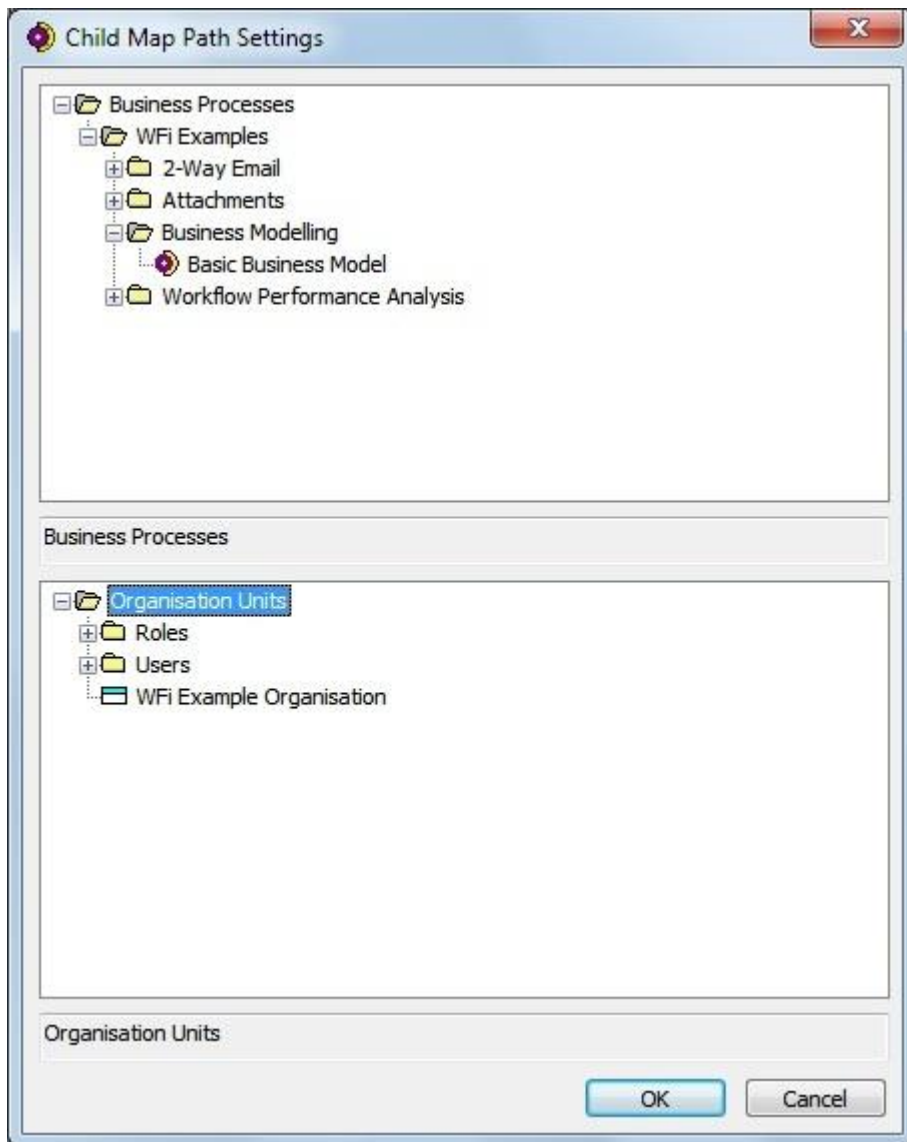 Child Map Path Settings
Business Processes
WFi Examples
2-Way Email
Attachments
Business Modelling
Basic Business Model
Workflow Performance Analysis
Business Processes
Organisation Units
Roles
Users
WFi Example Organisation
Organisation Units
OK Cancel